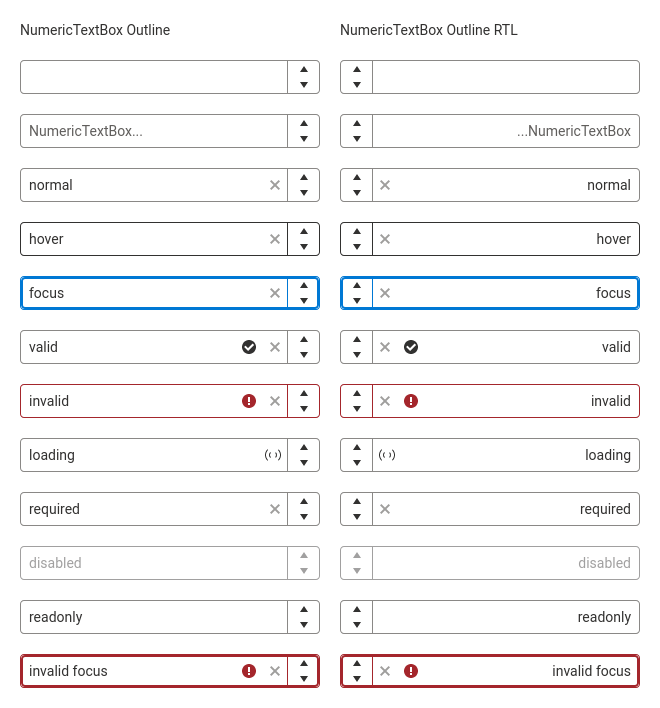 NumericTextBox Outline
NumericTextBox Outline RTL
NumericTextBox...
...NumericTextBox
normal
normal
hover
hover
focus
focus
valid
valid
invalid
invalid
loading
loading
required
required
disabled
disabled
readonly
readonly
invalid focus
invalid focus